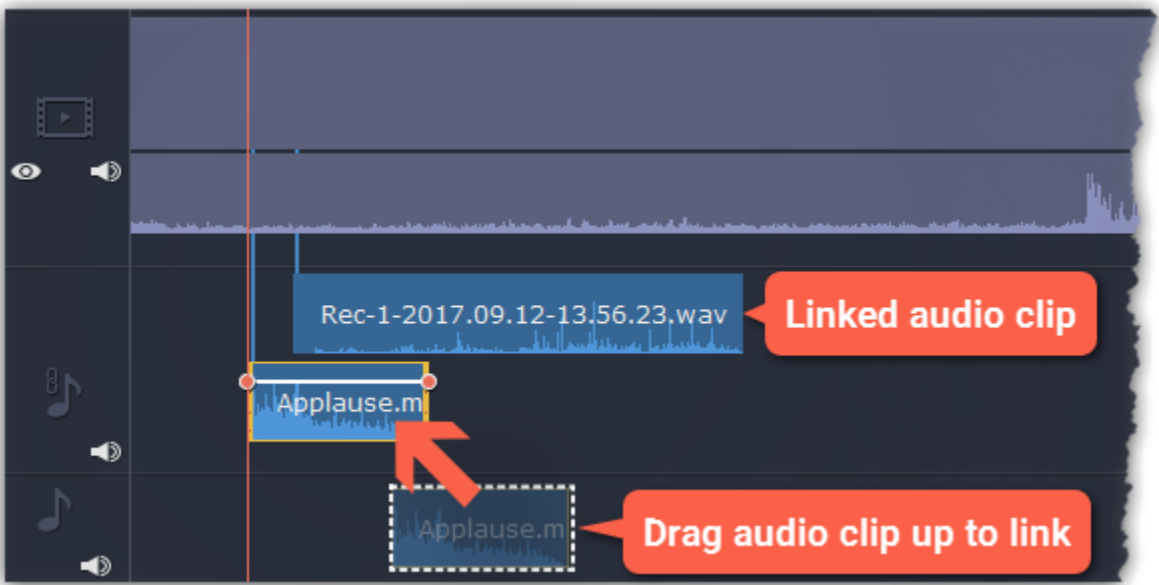 Rec-1-2017.09.12-13.56.23.wav
Linked audio clip
Applause.m
Applause.m
Drag audio clip up to link